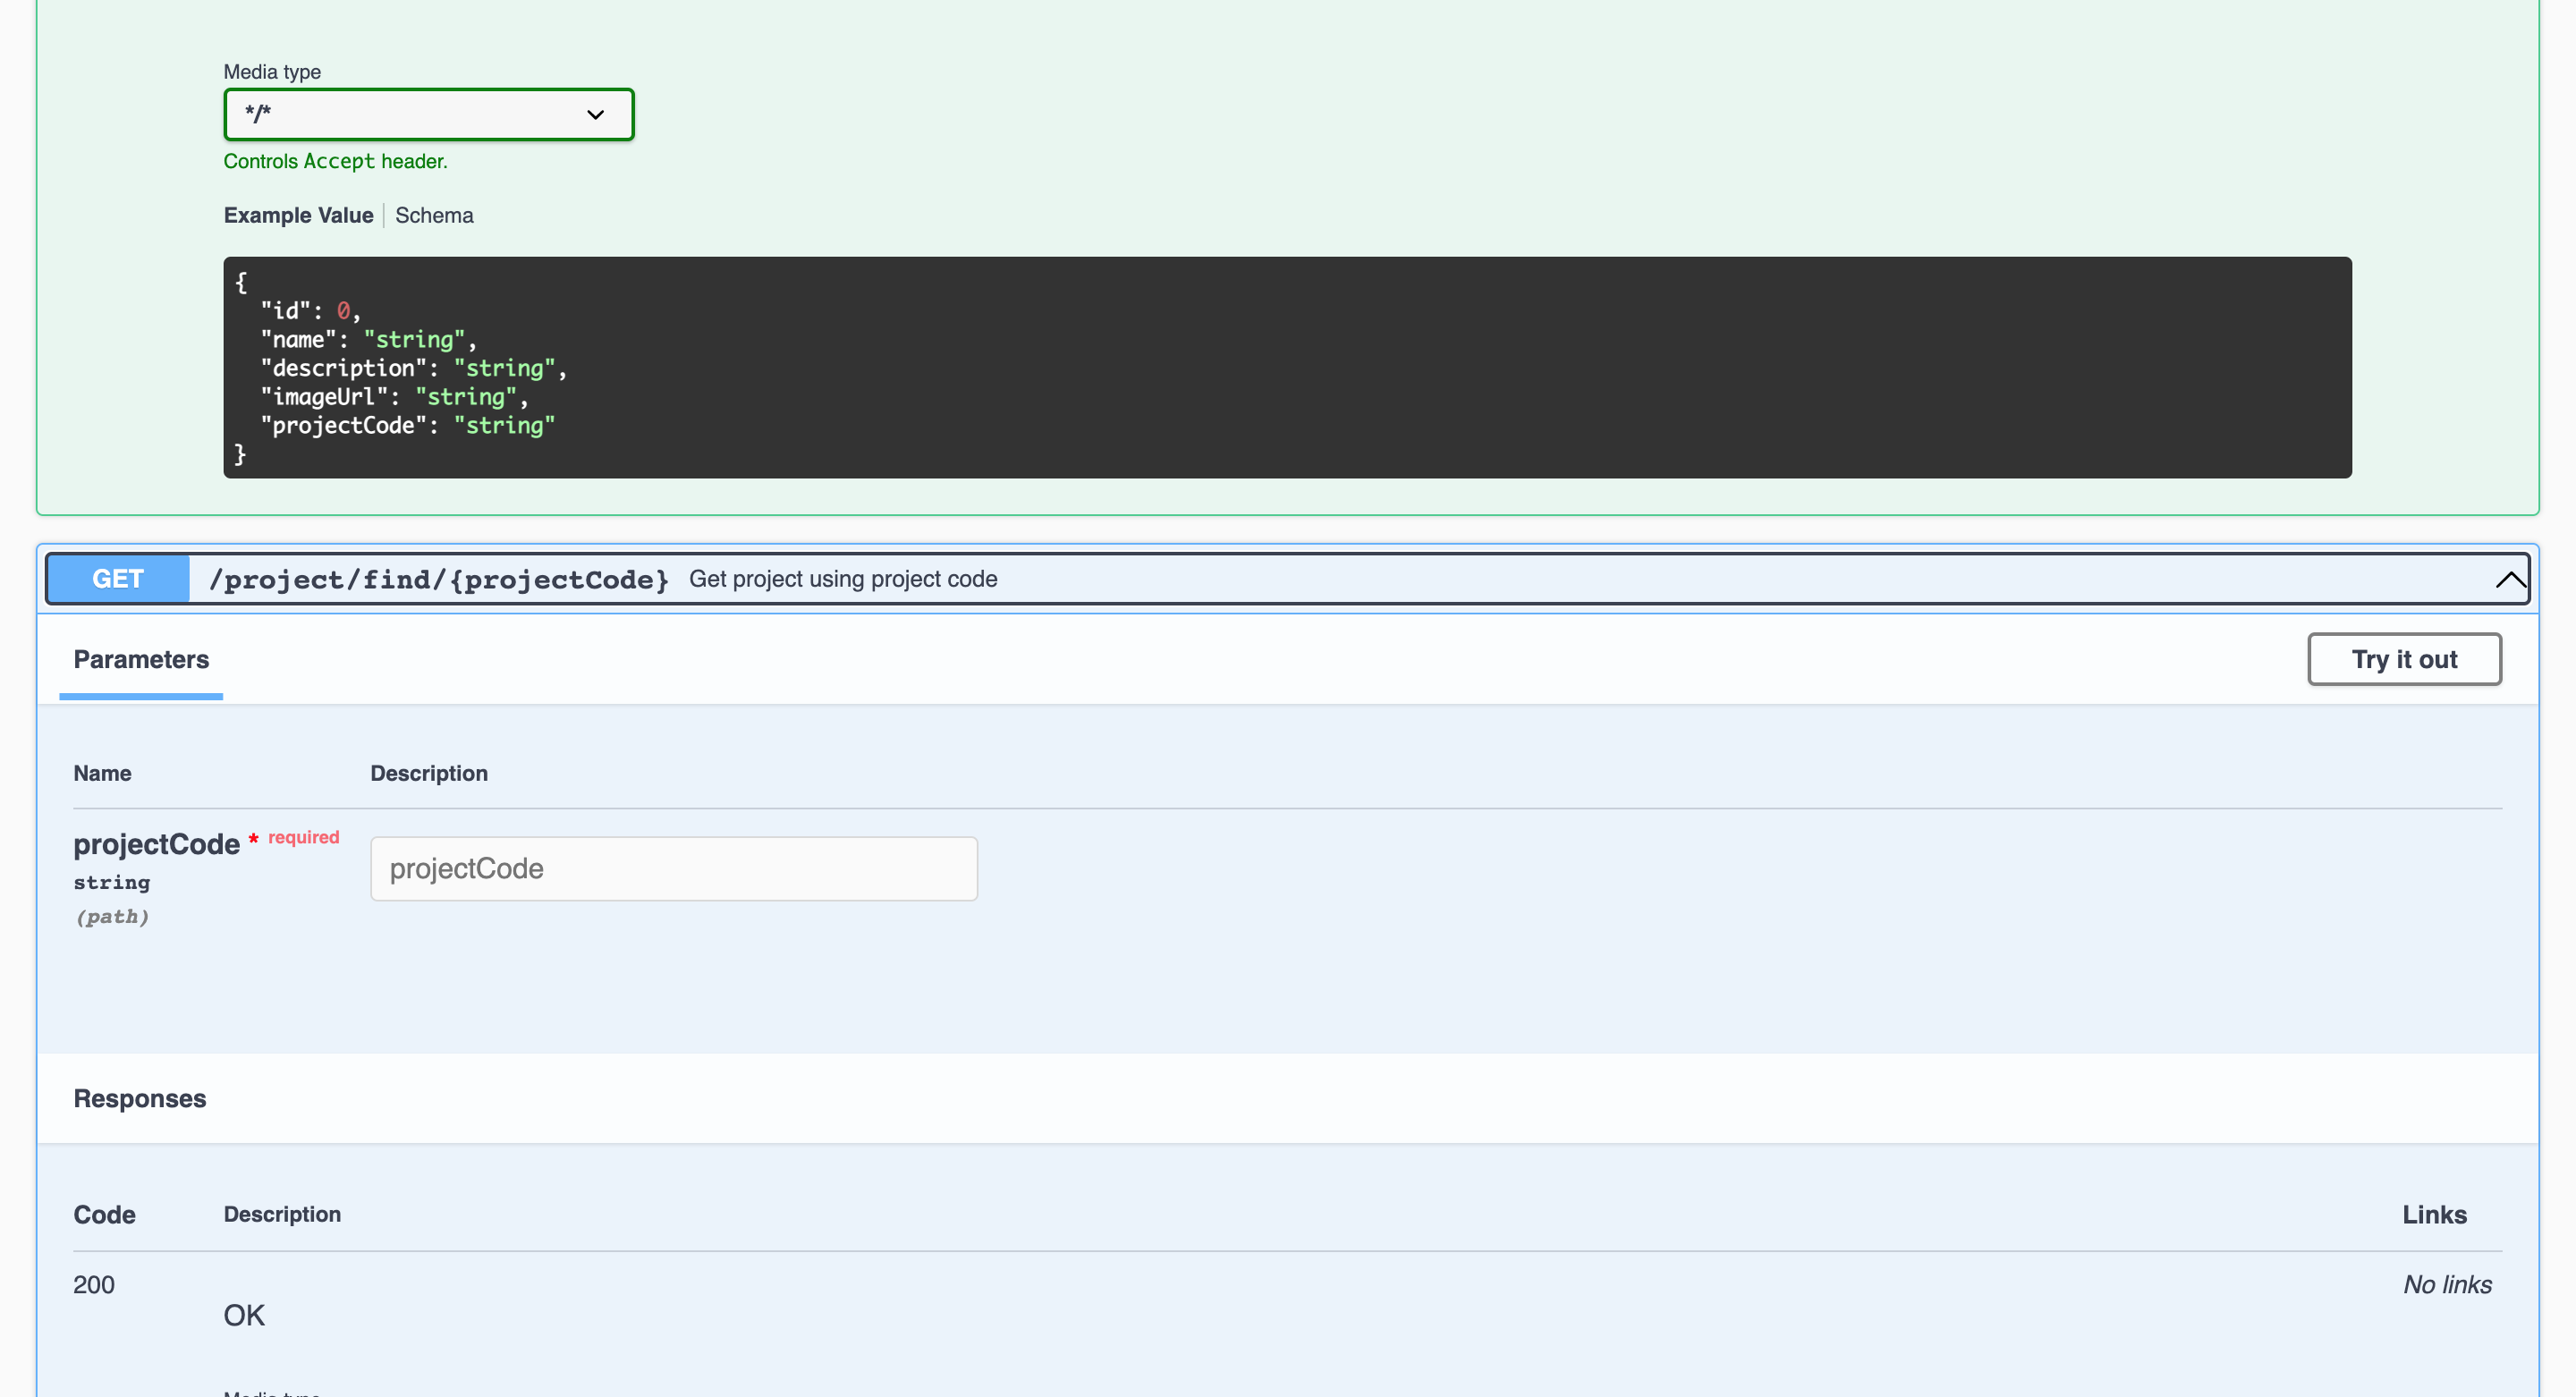 Media type
*/*
Controls Accept header.
Example Value Schema
{
"id": 0,
"name": "string",
"description": "string",
"imageUrl": "string",
"projectCode": "string"
}
GET /project/find/{projectCode} Get project using project code
Parameters Try it out
Name Description
projectCode * required projectCode
string
(path)
Responses
Code Description Links
200 No links
OK
Media type